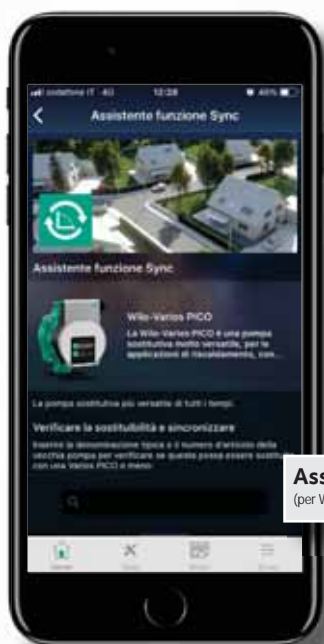 vodafone IT 4G 12:28 46%
Assistente funzione Sync
Assistente funzione Sync
Wilo-Varios PICO
La Wilo-Varios PICO è una pompa
sostitutiva molto versatile, per le
applicazioni di riscaldamento, con...
La pompa sostitutiva più versatile di tutti i tempi.
Verificare la sostituibilità e sincronizzare
Inserire la denominazione tipica o il numero d'articolo della
vecchia pompa per verificare se questa possa essere sostituita
con una Varios PICO o meno:
Ass
(per W